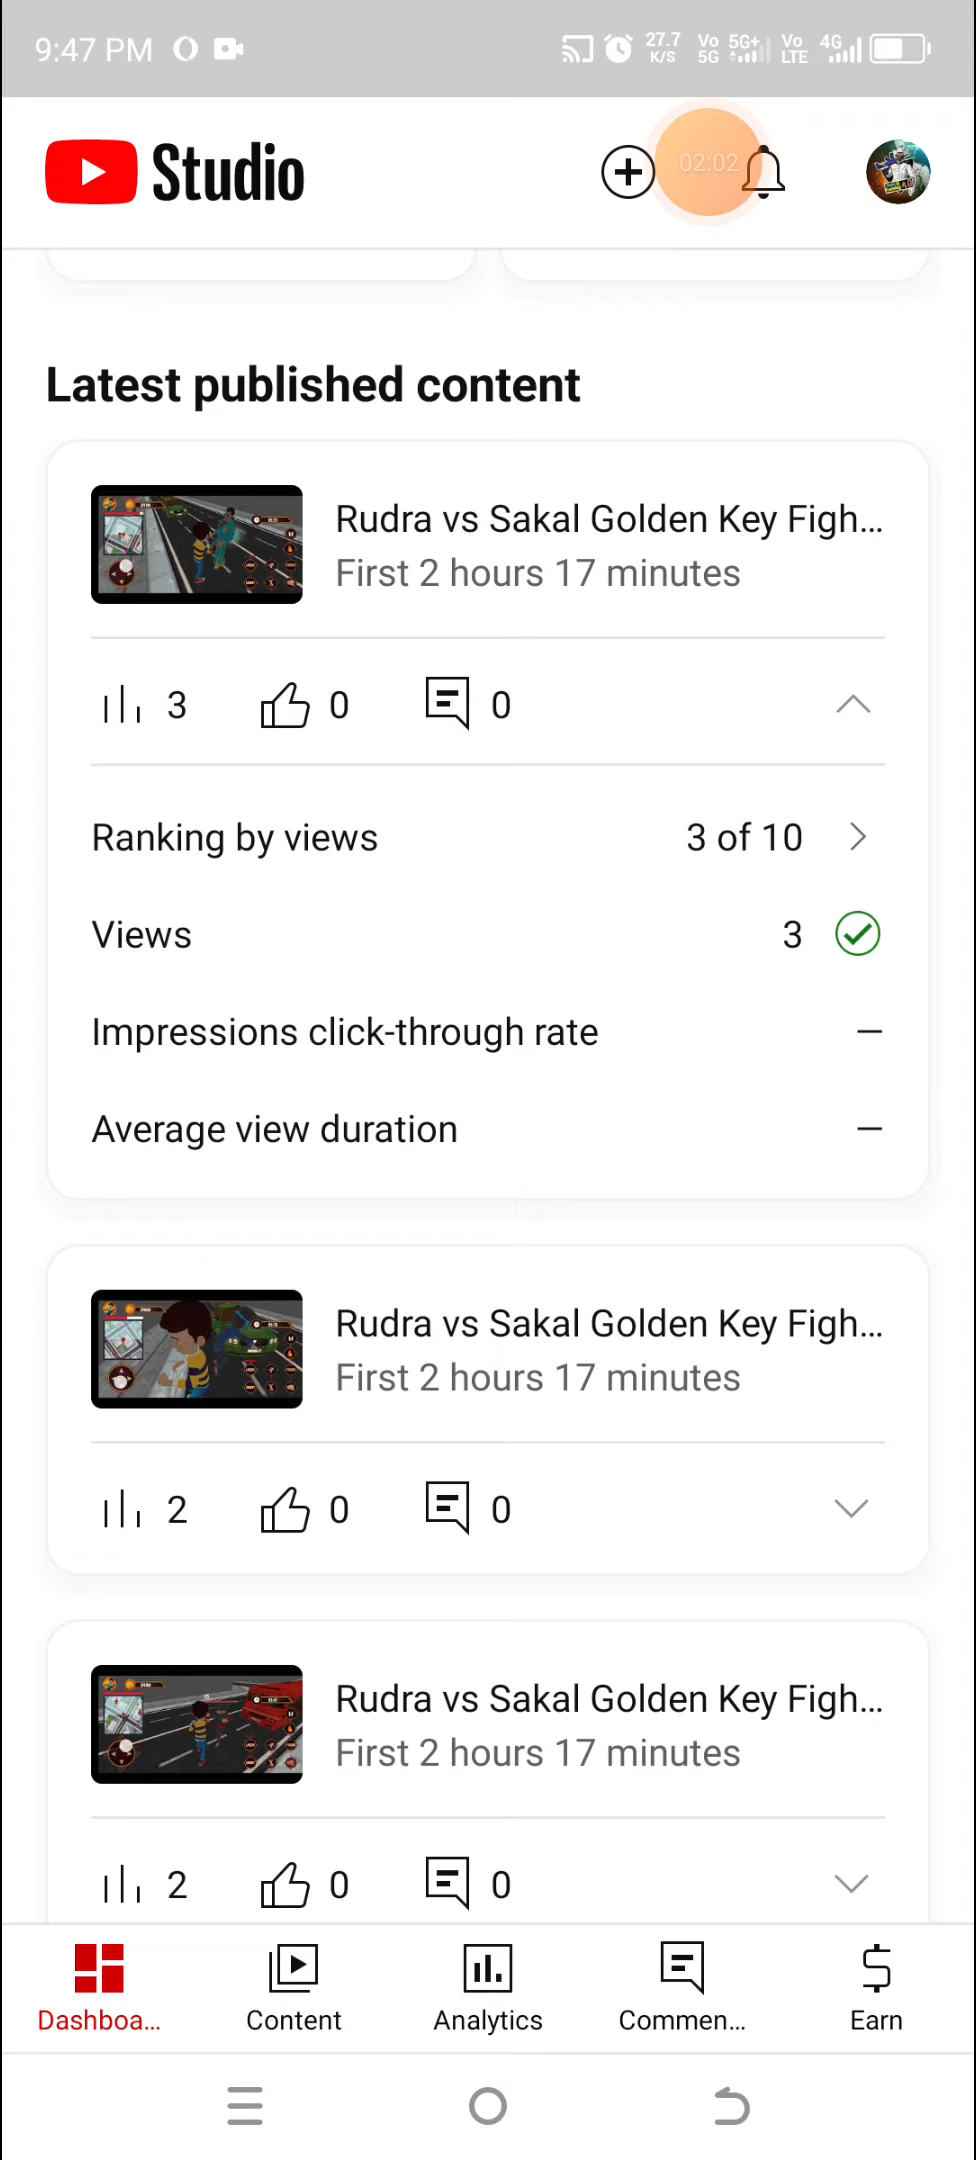 9:47 PM 27.7 K/S Vo 5G 5G+ Vo LTE 4G
Studio 02:02
Latest published content
Rudra vs Sakal Golden Key Figh...
First 2 hours 17 minutes
3 0 0
Ranking by views 3 of 10
Views 3
Impressions click-through rate —
Average view duration —
Rudra vs Sakal Golden Key Figh...
First 2 hours 17 minutes
2 0 0
Rudra vs Sakal Golden Key Figh...
First 2 hours 17 minutes
2 0 0
Dashboa... Content Analytics Commen... Earn